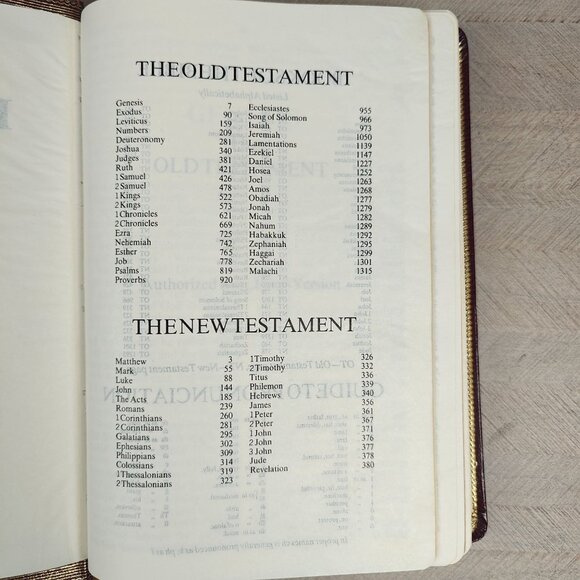 THE OLD TESTAMENT
Genesis 7
Exodus 90
Leviticus 159
Numbers 209
Deuteronomy 281
Joshua 340
Judges 381
Ruth 421
1 Samuel 426
2 Samuel 478
1 Kings 522
2 Kings 573
1 Chronicles 621
2 Chronicles 669
Ezra 725
Nehemiah 742
Esther 765
Job 778
Psalms 819
Proverbs 920
Ecclesiastes 955
Song of Solomon 966
Isaiah 973
Jeremiah 1050
Lamentations 1139
Ezekiel 1147
Daniel 1227
Hosea 1252
Joel 1263
Amos 1268
Obadiah 1277
Jonah 1279
Micah 1282
Nahum 1289
Habakkuk 1292
Zephaniah 1295
Haggai 1299
Zechariah 1301
Malachi 1315
THE NEW TESTAMENT
Matthew 3
Mark 55
Luke 88
John 144
The Acts 185
Romans 239
1 Corinthians 260
2 Corinthians 281
Galatians 295
Ephesians 302
Philippians 309
Colossians 314
1 Thessalonians 319
2 Thessalonians 323
1 Timothy 326
2 Timothy 332
Titus 336
Philemon 339
Hebrews 340
James 356
1 Peter 361
2 Peter 367
1 John 371
2 John 376
3 John 377
Jude 378
Revelation 380